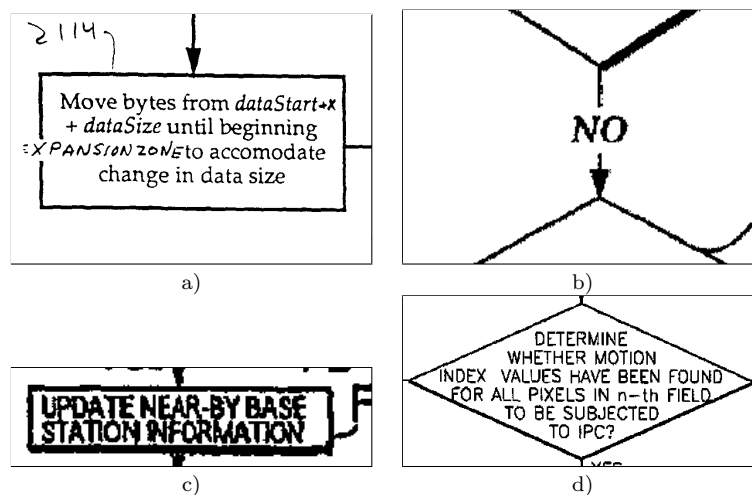 2114
Move bytes from dataStart+X
+ dataSize until beginning
EXPANSION ZONE to accomodate
change in data size
a)
NO
b)
UPDATE NEAR-BY BASE
STATION INFORMATION
c)
DETERMINE
WHETHER MOTION
INDEX VALUES HAVE BEEN FOUND
FOR ALL PIXELS IN n-th FIELD
TO BE SUBJECTED
TO IPC?
YES
d)